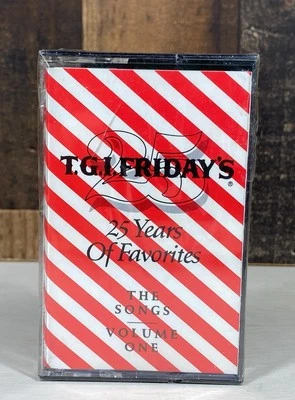 25
T.G.I. FRIDAY'S®
25 Years
Of Favorites
THE
SONGS
VOLUME
ONE